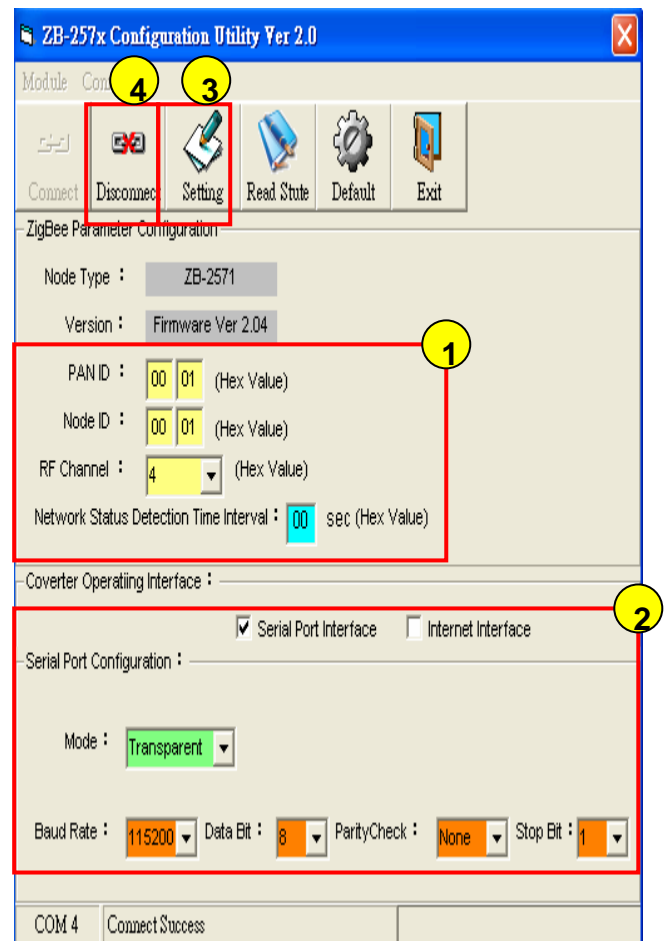 ZB-257x Configuration Utility Ver 2.0
Module
4 3
Connect Disconnect Setting Read Stute Default Exit
ZigBee Parameter Configuration
Node Type : ZB-2571
Version : Firmware Ver 2.04
1
PAN ID : 00 01 (Hex Value)
Node ID : 00 01 (Hex Value)
RF Channel : 4 (Hex Value)
Network Status Detection Time Interval : 00 sec (Hex Value)
Coverter Operatiing Interface :
2
Serial Port Interface Internet Interface
Serial Port Configuration :
Mode : Transparent
Baud Rate : 115200 Data Bit : 8 ParityCheck : None Stop Bit : 1
COM 4 Connect Success